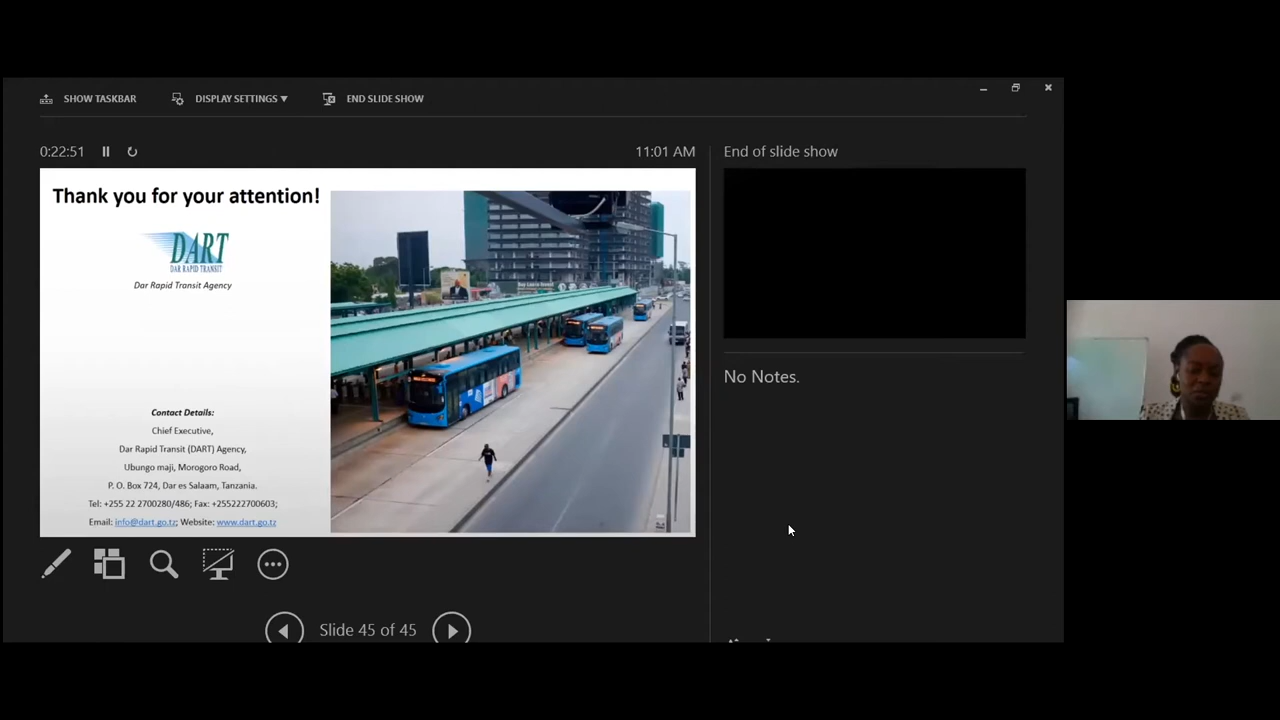 SHOW TASKBAR
DISPLAY SETTINGS ▼
END SLIDE SHOW
0:22:51
11:01 AM
Thank you for your attention!
DART
DAR RAPID TRANSIT
Dar Rapid Transit Agency
Contact Details:
Chief Executive,
Dar Rapid Transit (DART) Agency,
Ubungo maji, Morogoro Road,
P. O. Box 724, Dar es Salaam, Tanzania.
Tel: +255 22 2700280/486; Fax: +255222700603;
Email: info@dart.go.tz; Website: www.dart.go.tz
End of slide show
No Notes.
Slide 45 of 45